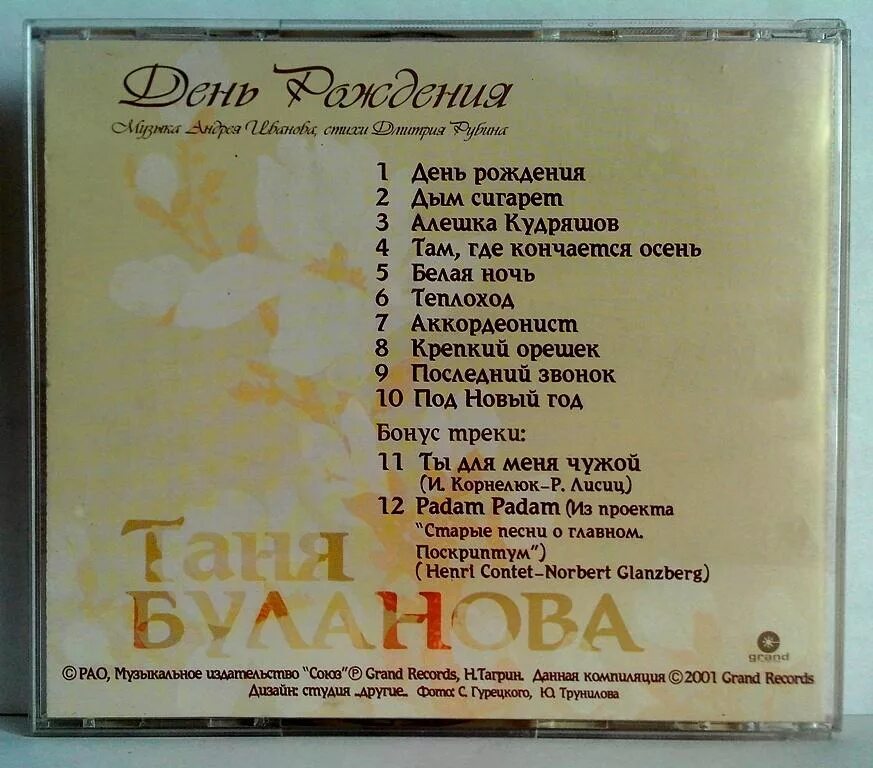 День Рождения
Музыка Андрея Иванова, стихи Дмитрия Рубина
1 День рождения
2 Дым сигарет
3 Алешка Кудряшов
4 Там, где кончается осень
5 Белая ночь
6 Теплоход
7 Аккордеонист
8 Крепкий орешек
9 Последний звонок
10 Под Новый год
Бонус треки:
11 Ты для меня чужой
(И. Корнелюк-Р. Лисиц)
12 Padam Padam (Из проекта
"Старые песни о главном.
Поскриптум")
(Henri Contet-Norbert Glanzberg)
Таня
БУЛАНОВА
grand
© РАО, Музыкальное издательство "Союз" ℗ Grand Records, Н.Тагрин. Данная компиляция © 2001 Grand Records
Дизайн: студия „другие„ Фото: С. Гурецкого, Ю. Трунилова